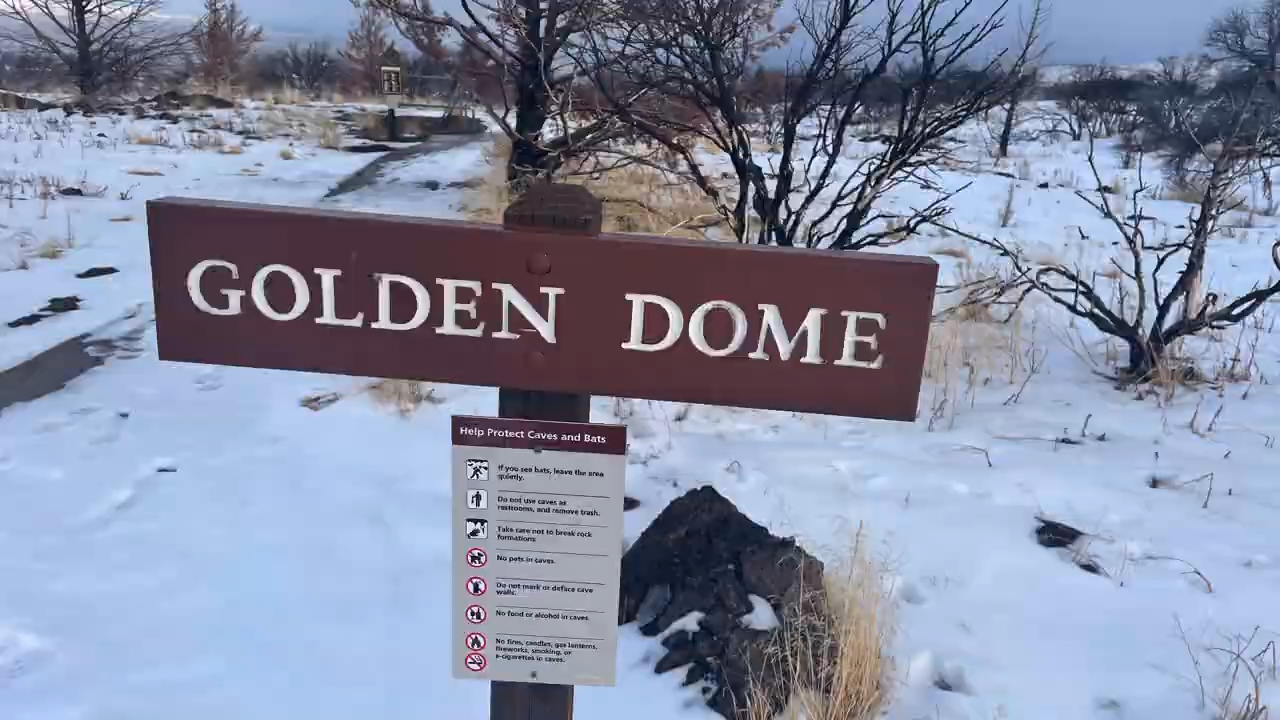 GOLDEN DOME
Help Protect Caves and Bats
If you see bats, leave the area
quietly.
Do not use caves as
restrooms, and remove trash.
Take care not to break rock
formations.
No pets in caves.
Do not mark or deface cave
walls.
No food or alcohol in caves.
No fires, candles, gas lanterns,
fireworks, smoking, or
e-cigarettes in caves.